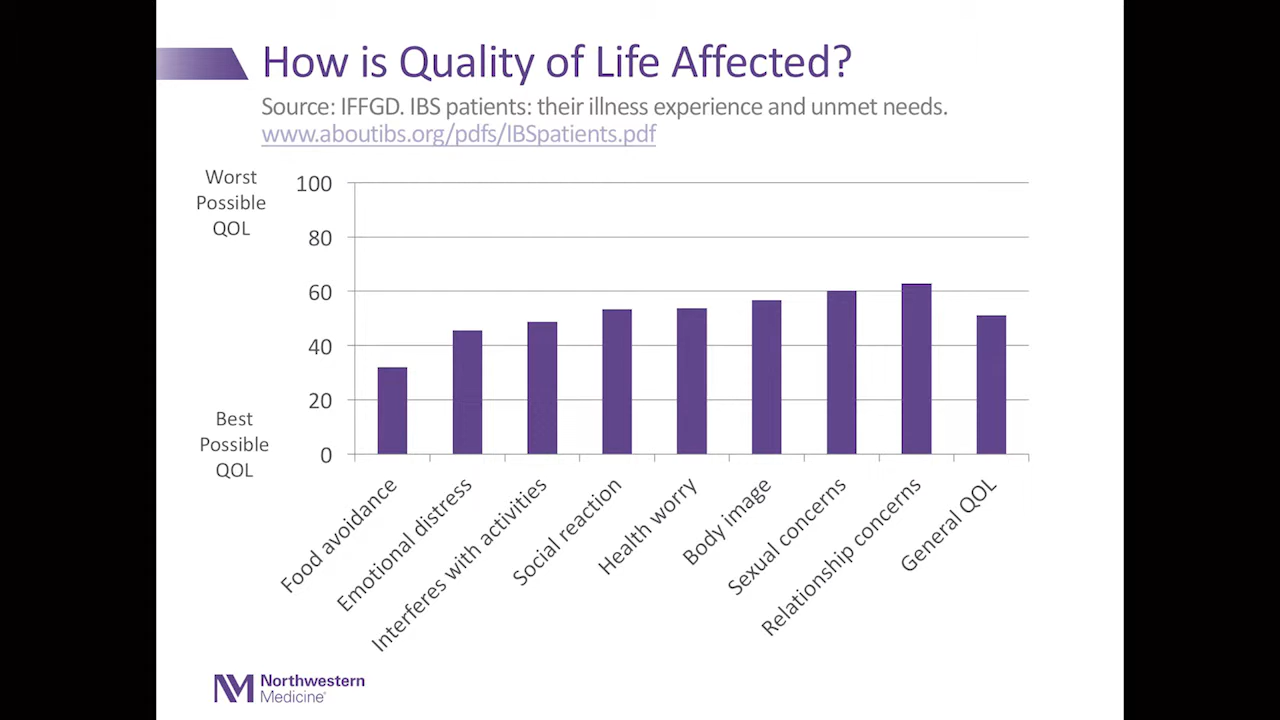 How is Quality of Life Affected?
Source: IFFGD. IBS patients: their illness experience and unmet needs.
www.aboutibs.org/pdfs/IBSpatients.pdf
Worst
Possible
QOL
100
80
60
40
20
0
Best
Possible
QOL
Food avoidance
Emotional distress
Interferes with activities
Social reaction
Health worry
Body image
Sexual concerns
Relationship concerns
General QOL
Northwestern
Medicine®